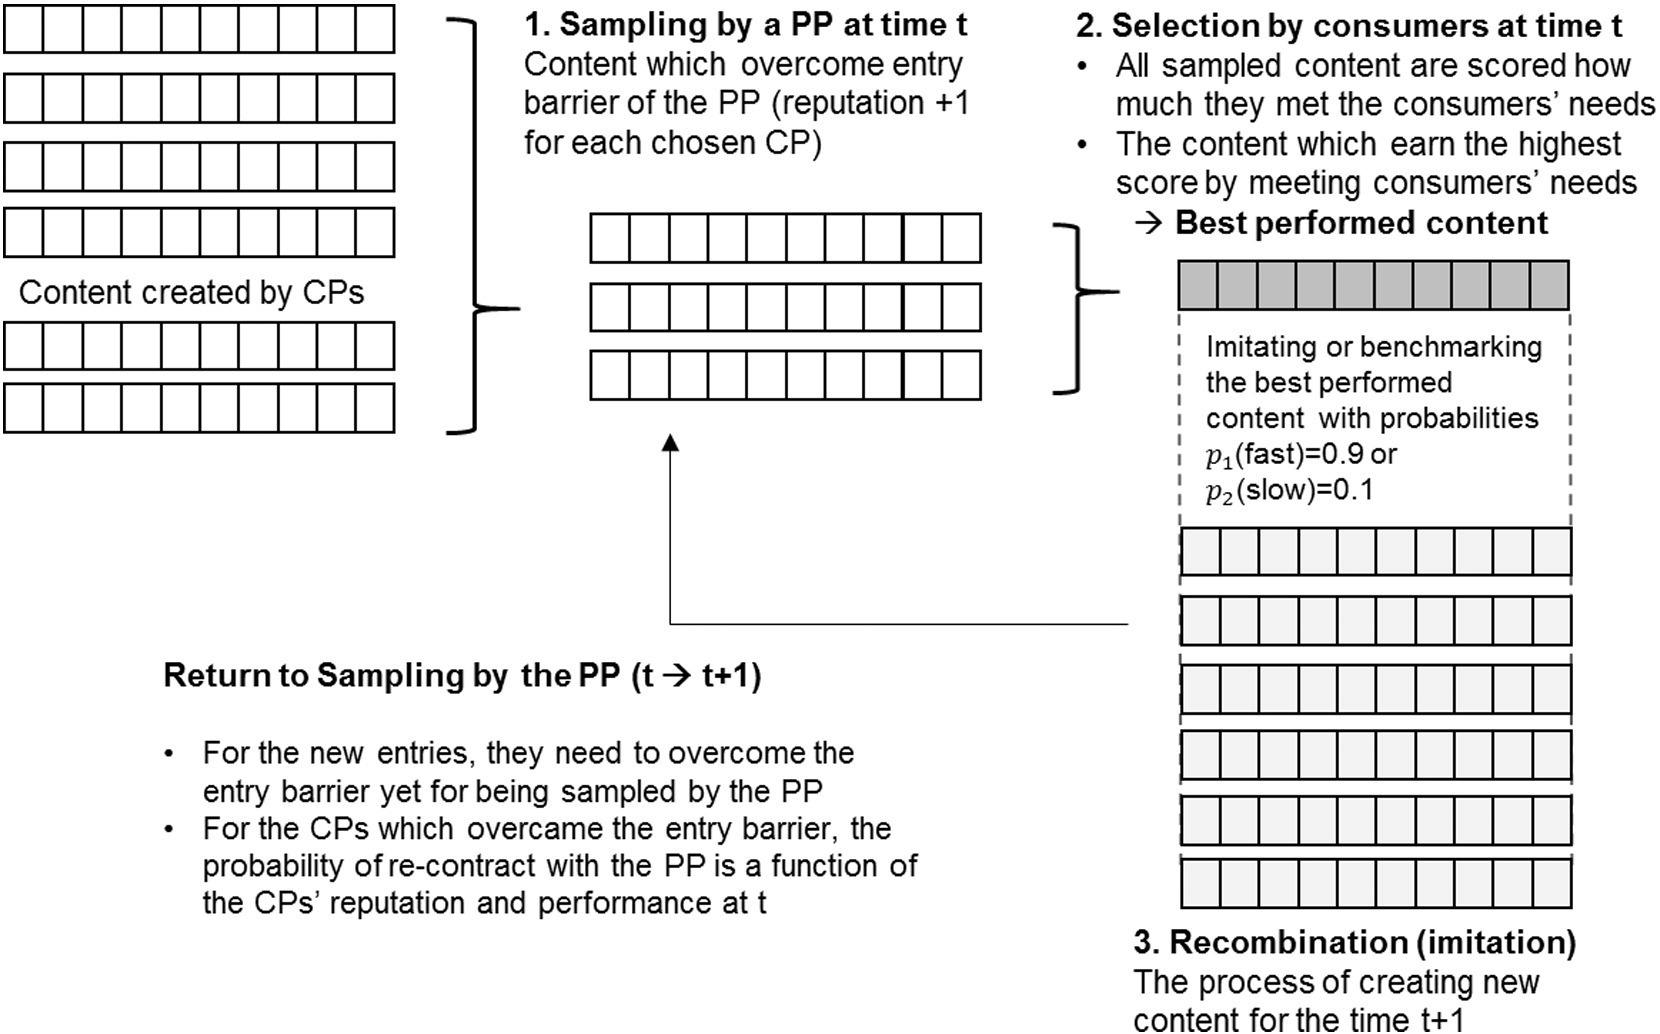 1. Sampling by a PP at time t
Content which overcome entry
barrier of the PP (reputation +1
for each chosen CP)
2. Selection by consumers at time t
• All sampled content are scored how
much they met the consumers’ needs
• The content which earn the highest
score by meeting consumers’ needs
→ Best performed content
Content created by CPs
Imitating or benchmarking
the best performed
content with probabilities
p₁(fast)=0.9 or
p₂(slow)=0.1
Return to Sampling by the PP (t → t+1)
• For the new entries, they need to overcome the
entry barrier yet for being sampled by the PP
• For the CPs which overcame the entry barrier, the
probability of re-contract with the PP is a function of
the CPs’ reputation and performance at t
3. Recombination (imitation)
The process of creating new
content for the time t+1